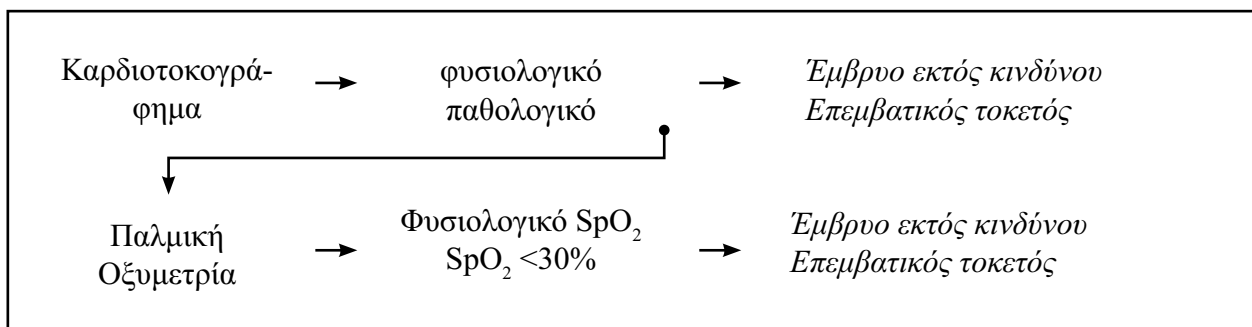 Καρδιοτοκογρά-
φημα
φυσιολογικό
παθολογικό
Έμβρυο εκτός κινδύνου
Επεμβατικός τοκετός
Παλμική
Οξυμετρία
Φυσιολογικό SpO₂
SpO₂ <30%
Έμβρυο εκτός κινδύνου
Επεμβατικός τοκετός